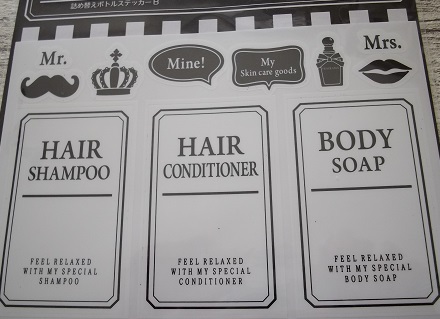 詰め替えボトルステッカーB
Mr.
Mine!
My
Skin care goods
Mrs.
HAIR
SHAMPOO
FEEL RELAXED
WITH MY SPECIAL
SHAMPOO
HAIR
CONDITIONER
FEEL RELAXED
WITH MY SPECIAL
CONDITIONER
BODY
SOAP
FEEL RELAXED
WITH MY SPECIAL
BODY SOAP